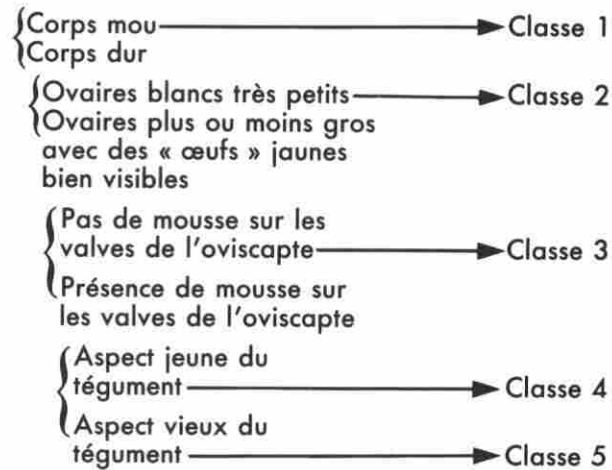 Corps mou Classe 1
Corps dur
Ovaires blancs très petits Classe 2
Ovaires plus ou moins gros
avec des « œufs » jaunes
bien visibles
Pas de mousse sur les
valves de l'oviscapte Classe 3
Présence de mousse sur
les valves de l'oviscapte
Aspect jeune du
tégument Classe 4
Aspect vieux du
tégument Classe 5